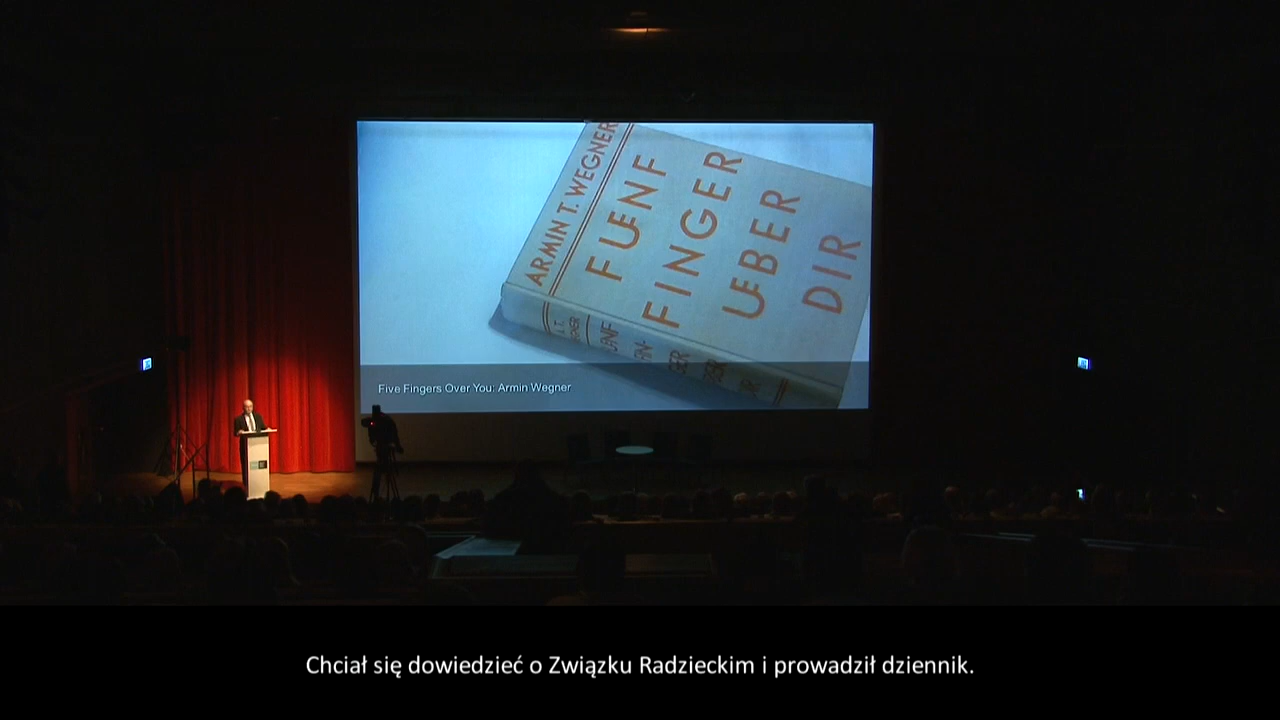 ARMIN T. WEGNER
FUENF
FINGER
UEBER
DIR
Five Fingers Over You: Armin Wegner
Chciał się dowiedzieć o Związku Radzieckim i prowadził dziennik.